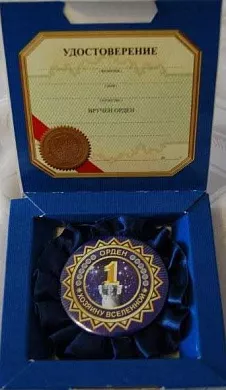 УДОСТОВЕРЕНИЕ
ВРУЧЕН ОРДЕН
ОРДЕН
1
ХОЗЯИНУ ВСЕЛЕННОЙ